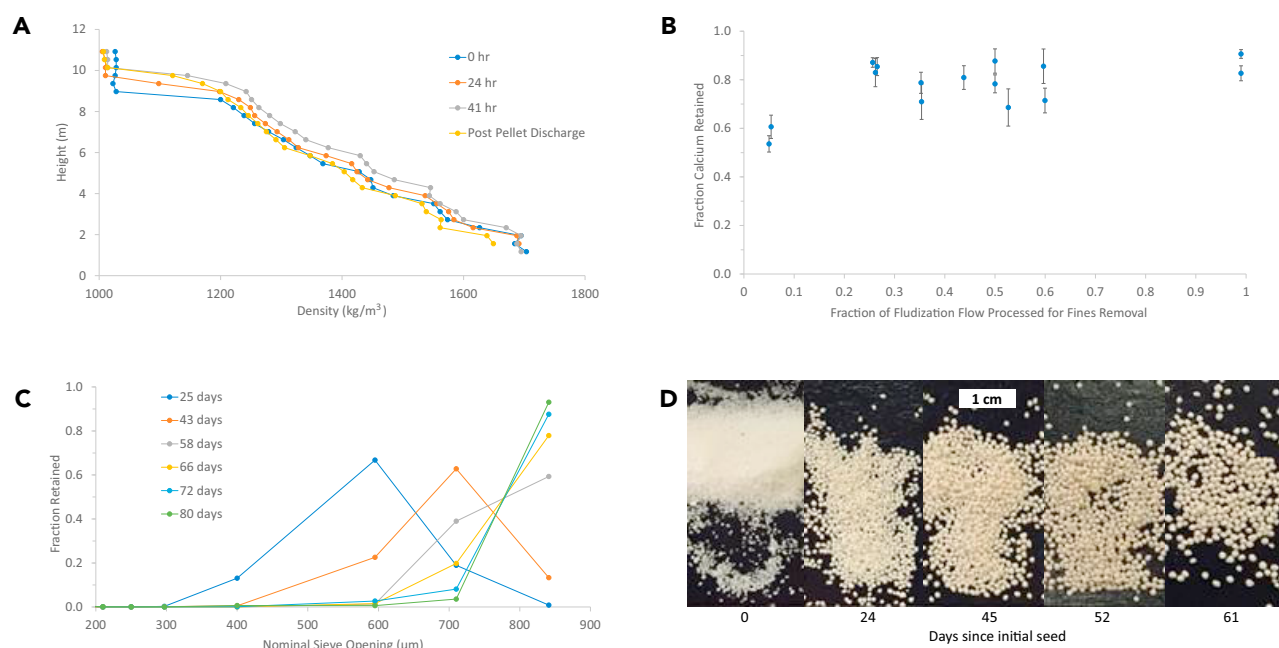 A
12
10
8
6
4
2
0
Height (m)
0 hr
24 hr
41 hr
Post Pellet Discharge
1000
1200
1400
1600
1800
Density (kg/m³)
B
1.0
0.8
0.6
0.4
0.2
0.0
Fraction Calcium Retained
0
0.1
0.2
0.3
0.4
0.5
0.6
0.7
0.8
0.9
1
Fraction of Fludization Flow Processed for Fines Removal
C
1.0
0.8
0.6
0.4
0.2
0.0
Fraction Retained
25 days
43 days
58 days
66 days
72 days
80 days
200
300
400
500
600
700
800
900
Nominal Sieve Opening (um)
D
1 cm
0
24
45
52
61
Days since initial seed